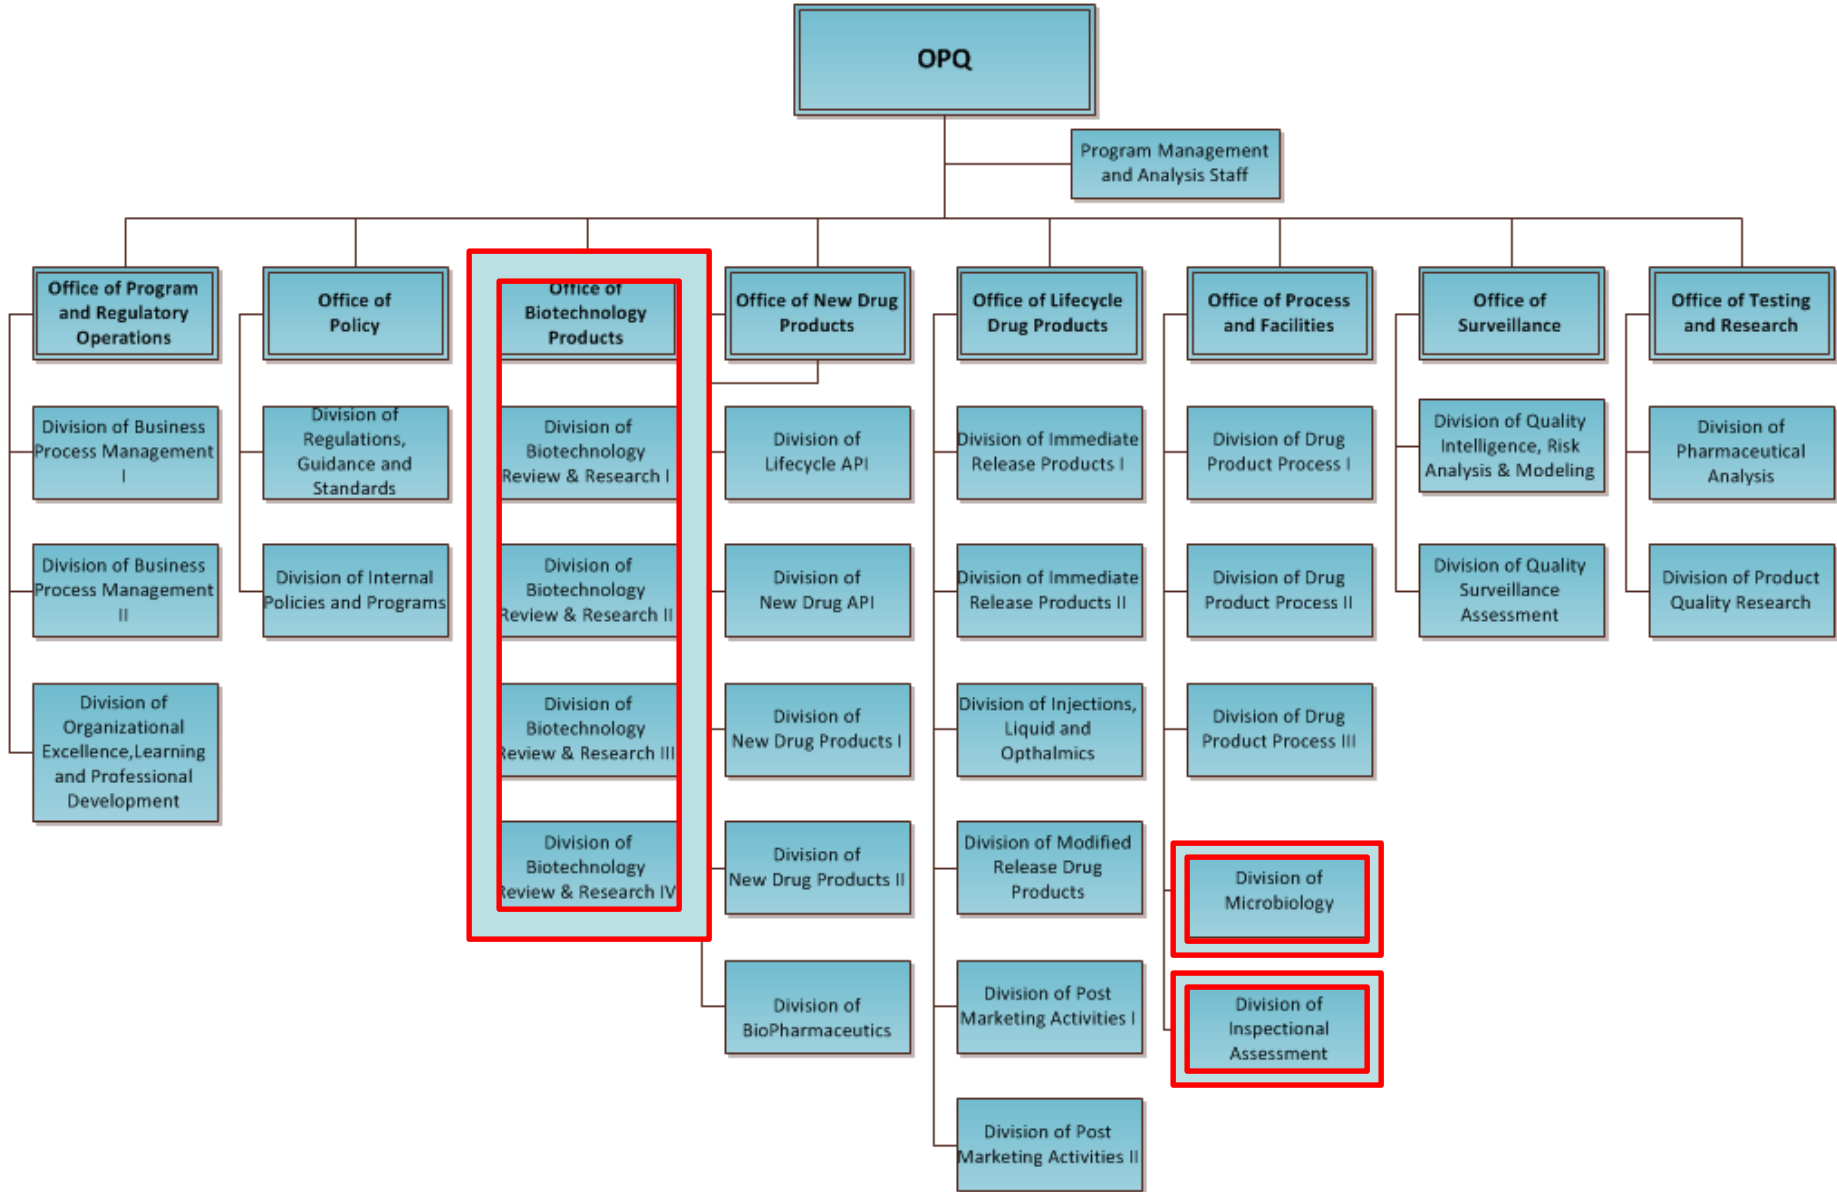 OPQ
Program Management
and Analysis Staff
Office of Program
and Regulatory
Operations
Office of
Policy
Office of
Biotechnology
Products
Office of New Drug
Products
Office of Lifecycle
Drug Products
Office of Process
and Facilities
Office of
Surveillance
Office of Testing
and Research
Division of Business
Process Management
I
Division of
Regulations,
Guidance and
Standards
Division of
Biotechnology
Review & Research I
Division of
Lifecycle API
Division of Immediate
Release Products I
Division of Drug
Product Process I
Division of Quality
Intelligence, Risk
Analysis & Modeling
Division of
Pharmaceutical
Analysis
Division of Business
Process Management
II
Division of Internal
Policies and Programs
Division of
Biotechnology
Review & Research II
Division of
New Drug API
Division of Immediate
Release Products II
Division of Drug
Product Process II
Division of Quality
Surveillance
Assessment
Division of Product
Quality Research
Division of
Organizational
Excellence,Learning
and Professional
Development
Division of
Biotechnology
Review & Research III
Division of
New Drug Products I
Division of Injections,
Liquid and
Opthalmics
Division of Drug
Product Process III
Division of
Biotechnology
Review & Research IV
Division of
New Drug Products II
Division of Modified
Release Drug
Products
Division of
Microbiology
Division of
BioPharmaceutics
Division of Post
Marketing Activities I
Division of
Inspectional
Assessment
Division of Post
Marketing Activities II